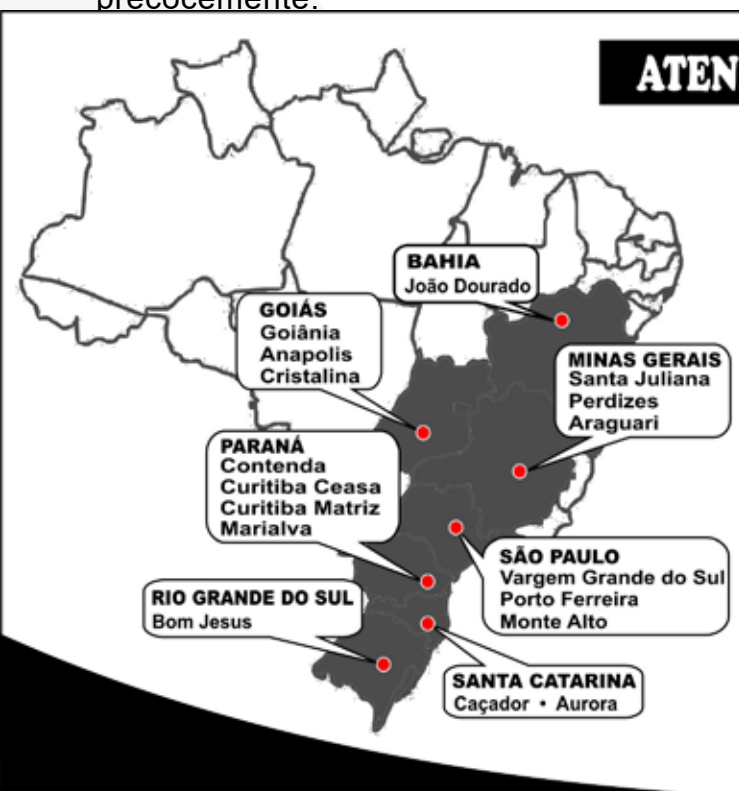 precocemente.
ATEN
BAHIA
João Dourado
GOIÁS
Goiânia
Anapolis
Cristalina
MINAS GERAIS
Santa Juliana
Perdizes
Araguari
PARANÁ
Contenda
Curitiba Ceasa
Curitiba Matriz
Marialva
SÃO PAULO
Vargem Grande do Sul
Porto Ferreira
Monte Alto
RIO GRANDE DO SUL
Bom Jesus
SANTA CATARINA
Caçador • Aurora